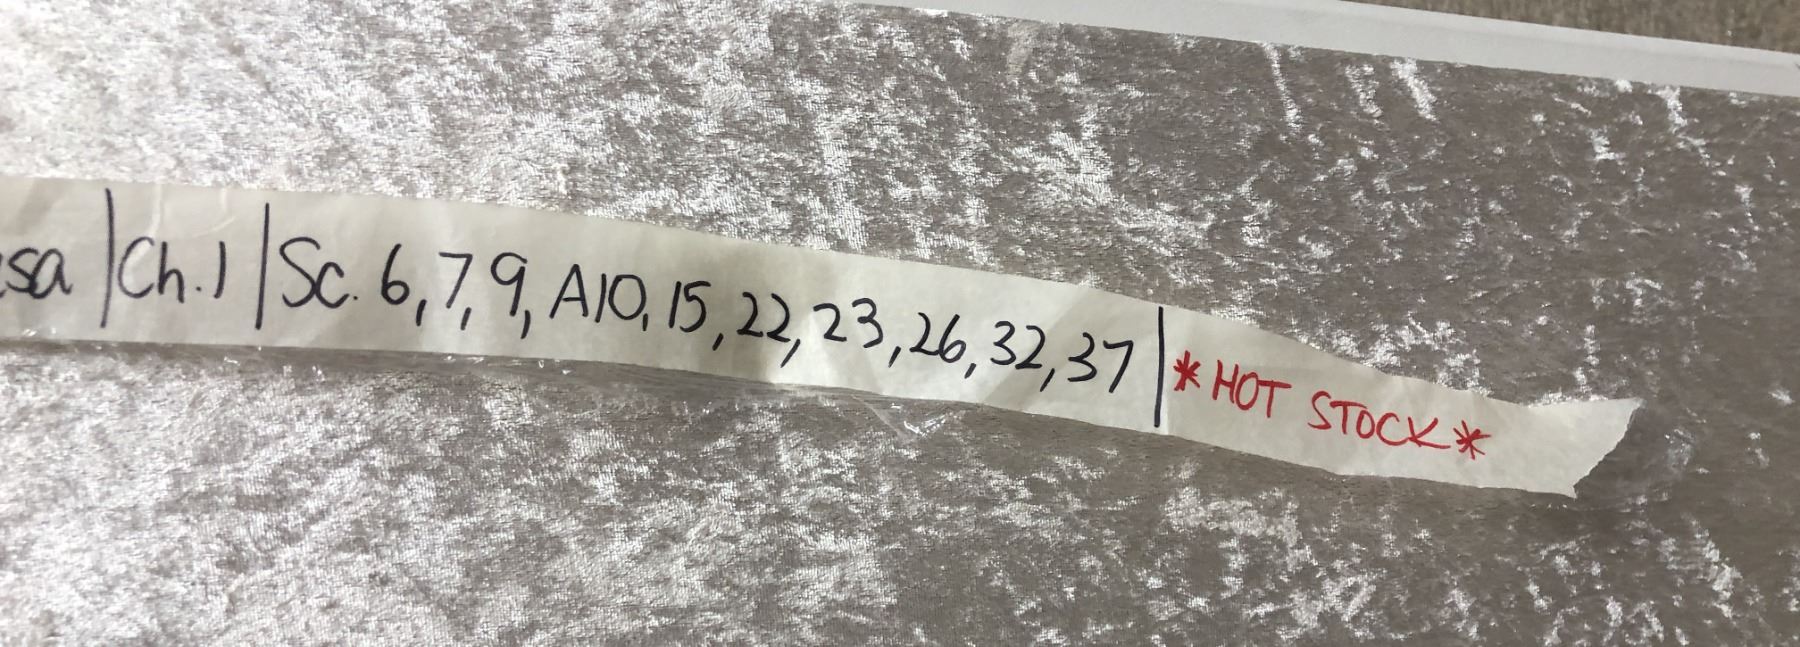 sa | Ch. 1 | Sc. 6, 7, 9, A10, 15, 22, 23, 26, 32, 37 | * HOT STOCK *